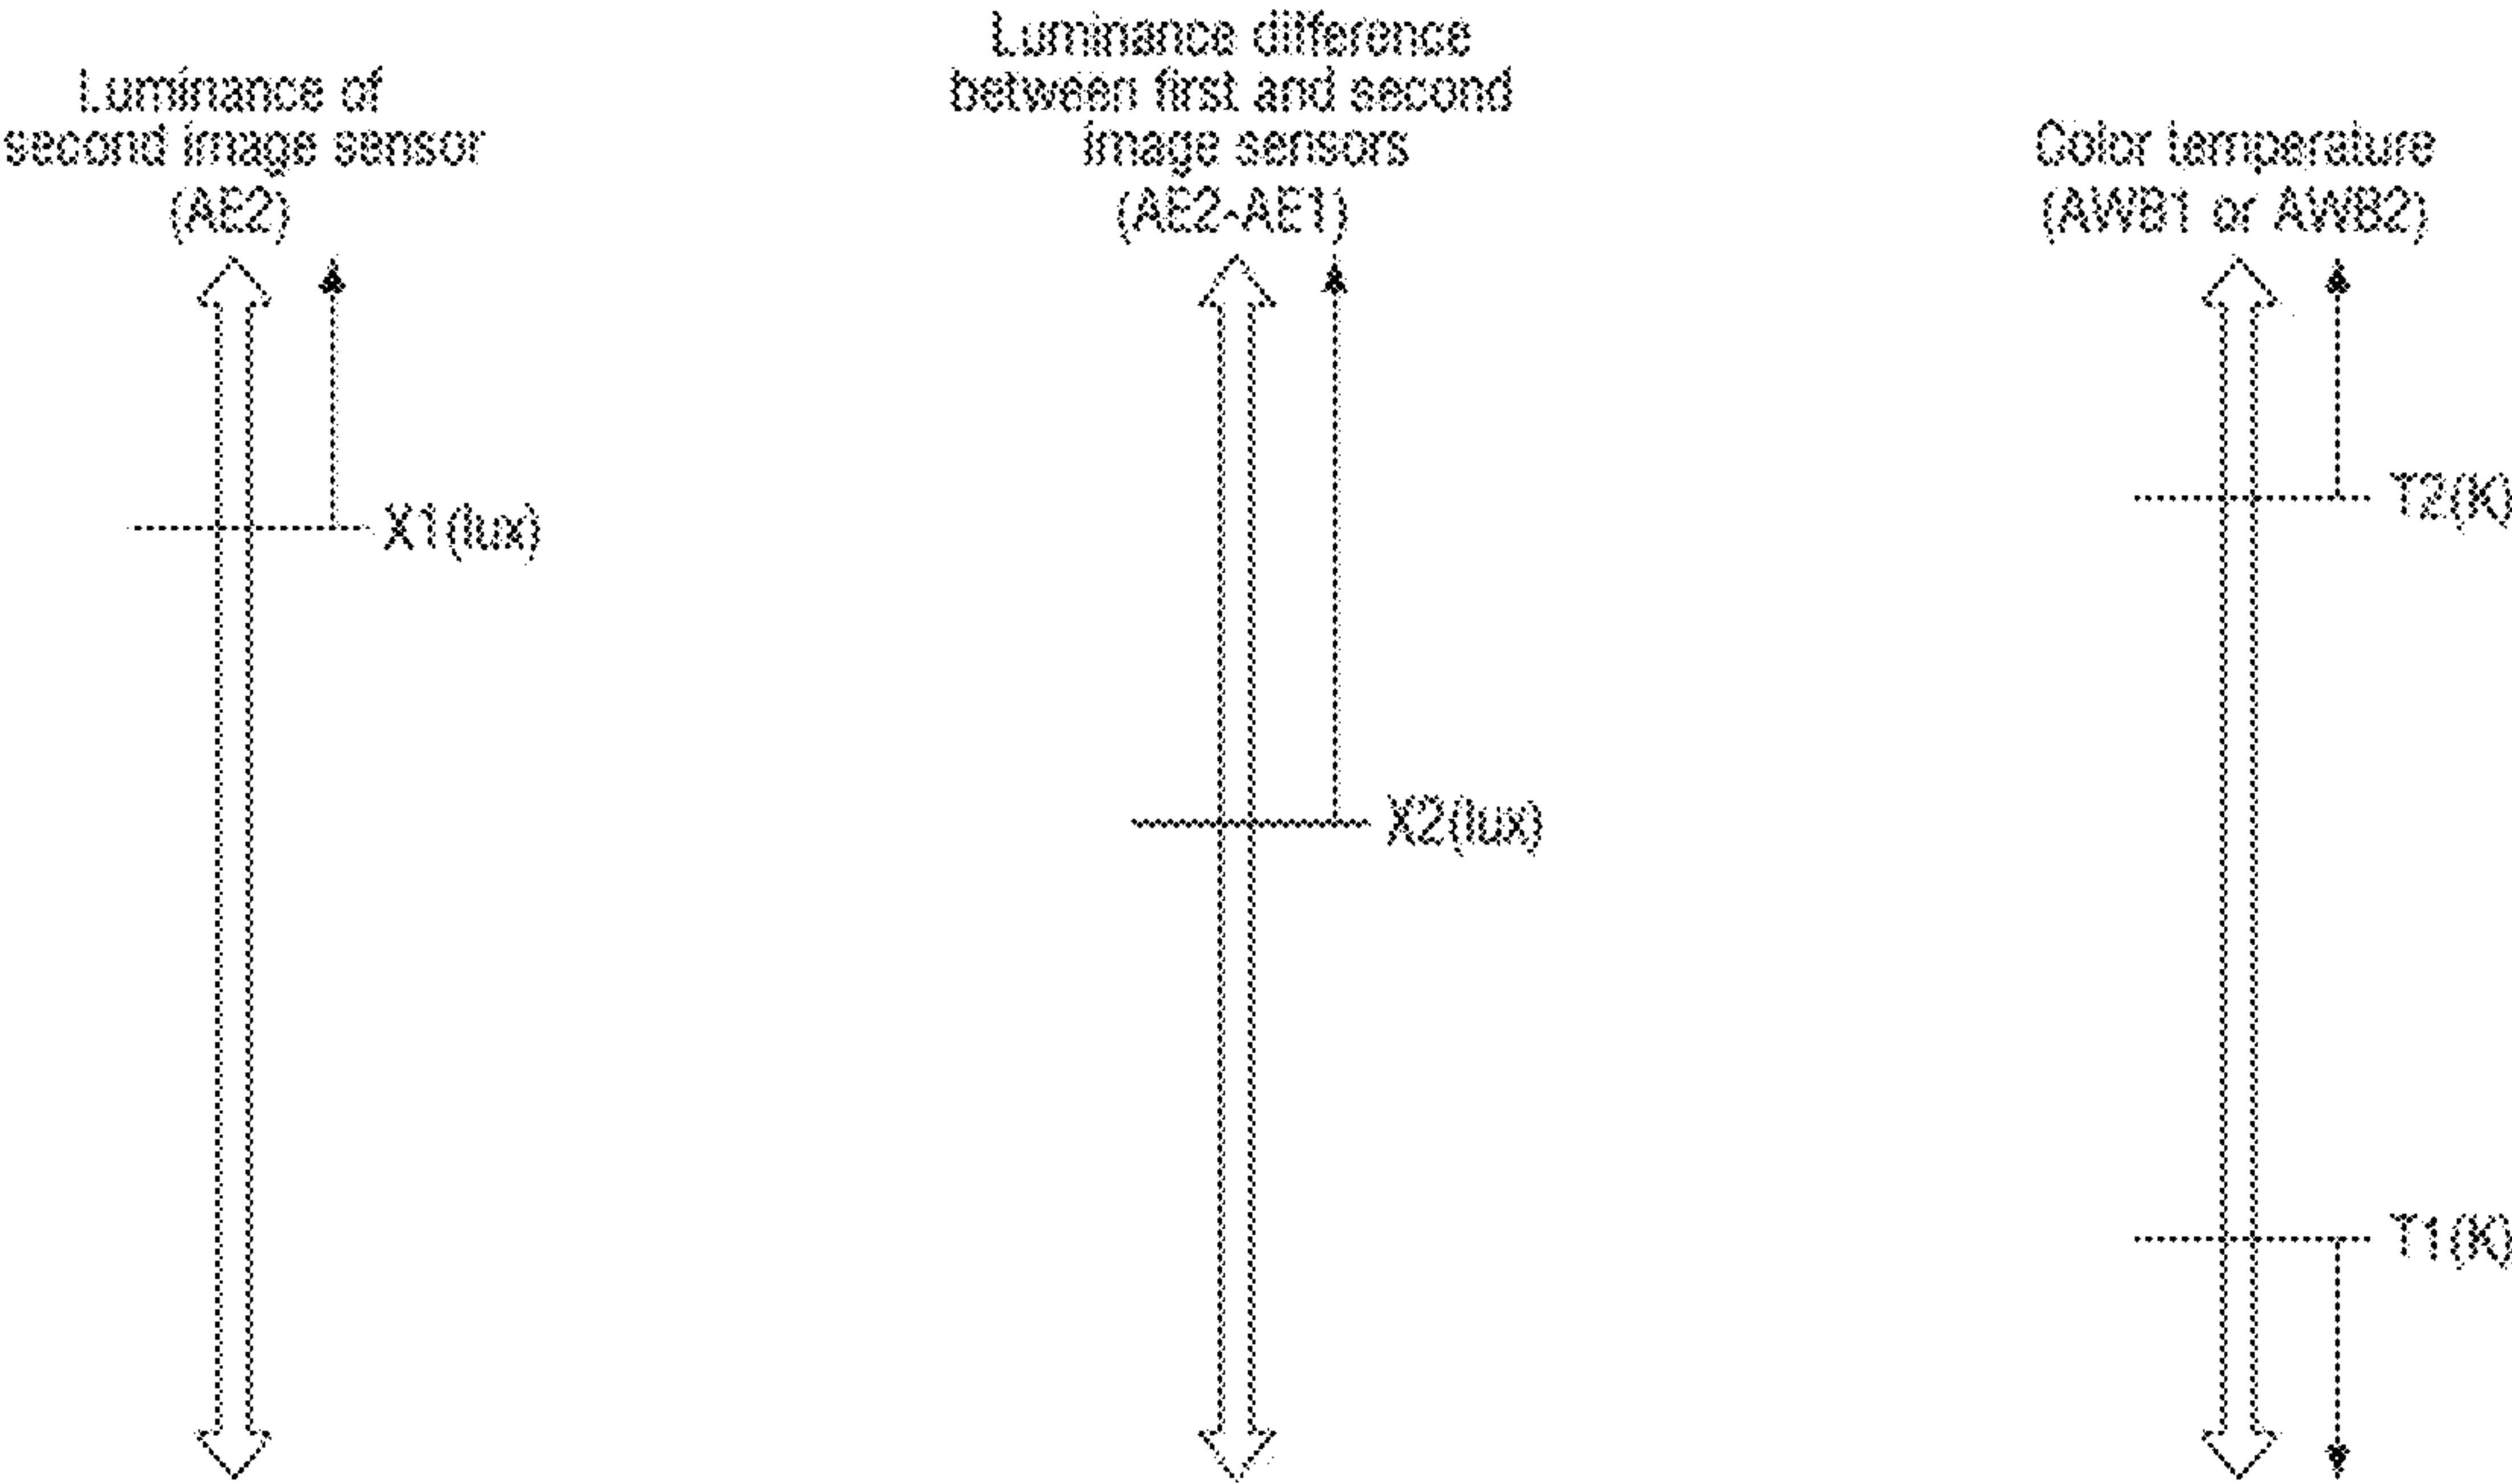 Luminance of
second image sensor
(AE2)
X1(lux)
Luminance difference
between first and second
image sensors
(AE2-AE1)
X2(lux)
Color temperature
(AWB1 or AWB2)
T2(K)
T1(K)